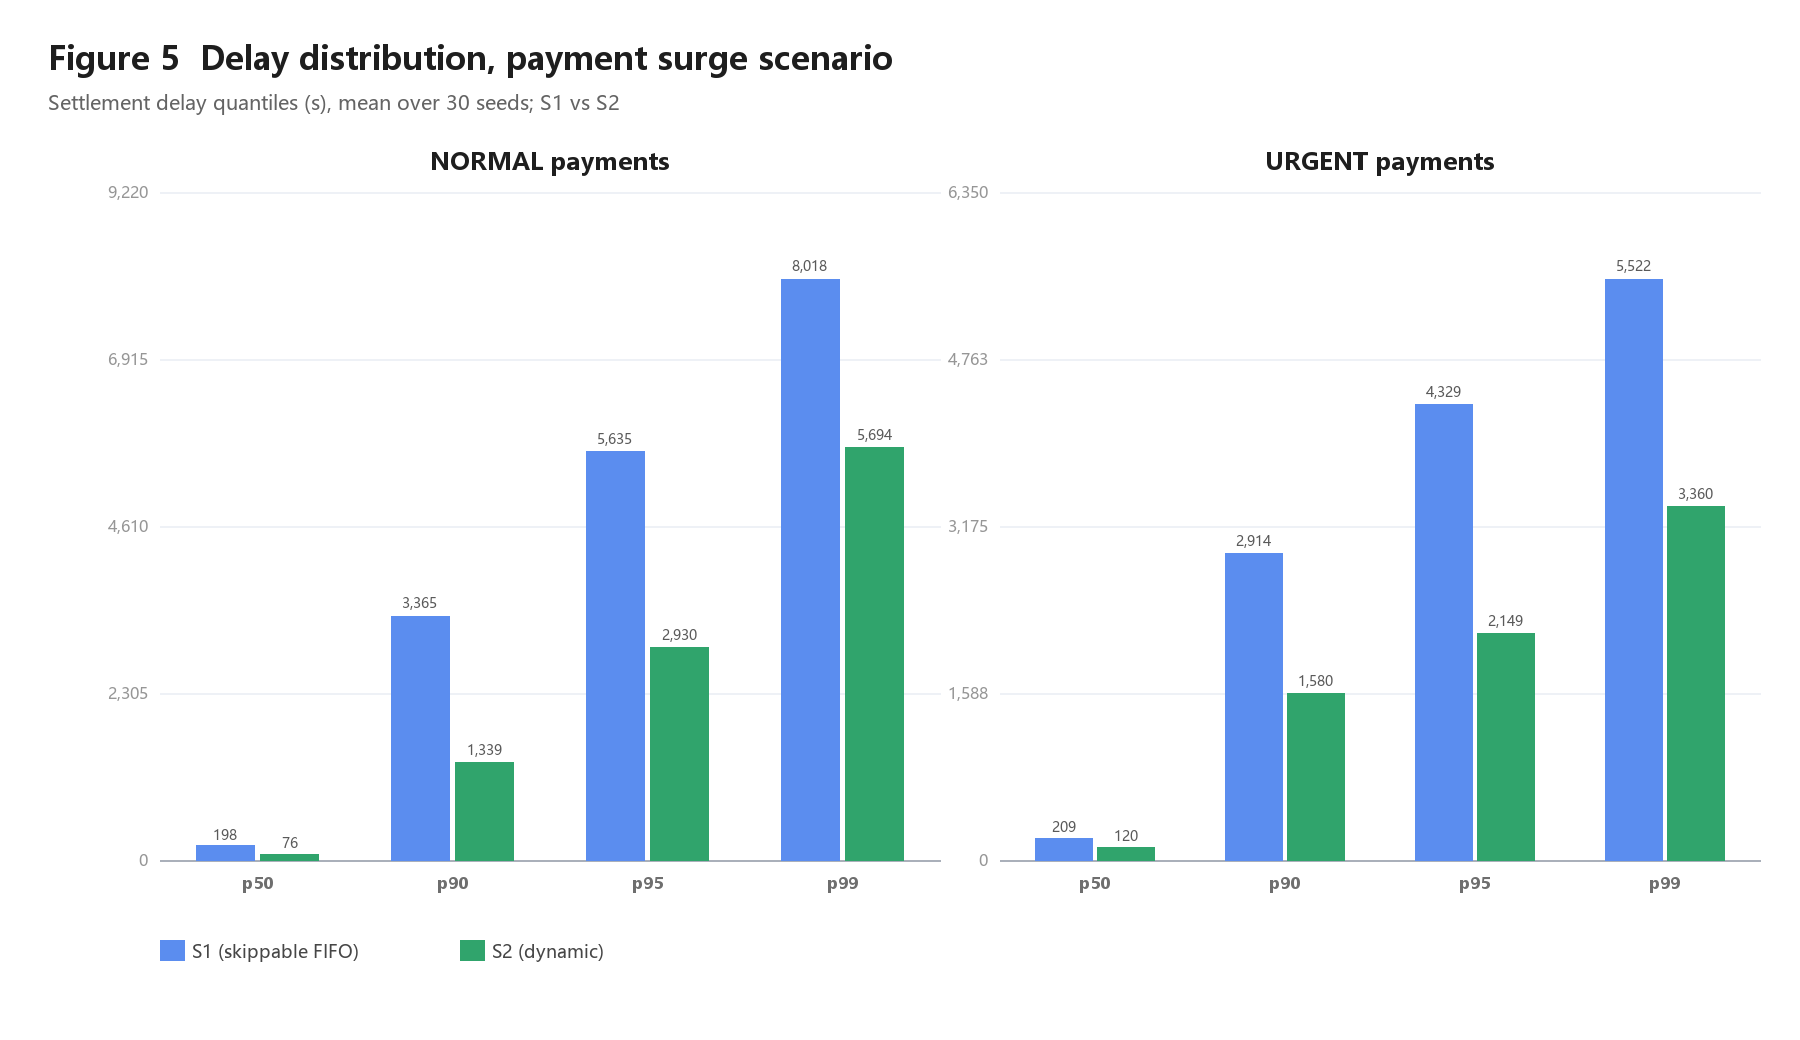 Figure 5  Delay distribution, payment surge scenario
Settlement delay quantiles (s), mean over 30 seeds; S1 vs S2
NORMAL payments
9,220
6,915
4,610
2,305
0
198
76
3,365
1,339
5,635
2,930
8,018
5,694
p50
p90
p95
p99
URGENT payments
6,350
4,763
3,175
1,588
0
209
120
2,914
1,580
4,329
2,149
5,522
3,360
p50
p90
p95
p99
S1 (skippable FIFO)
S2 (dynamic)